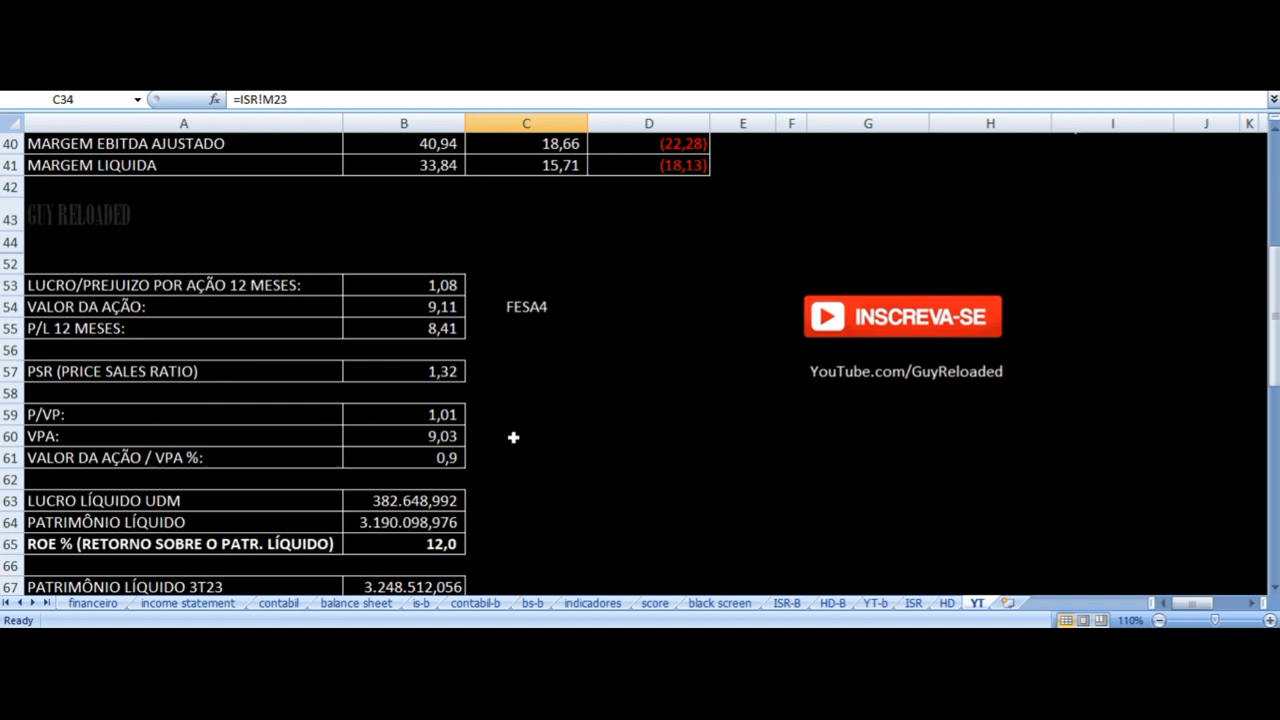 C34 fx =ISR!M23
A B C D E F G H I J K
40 MARGEM EBITDA AJUSTADO 40,94 18,66 (22,28)
41 MARGEM LIQUIDA 33,84 15,71 (18,13)
42
43 GUY RELOADED
44
52
53 LUCRO/PREJUIZO POR AÇÃO 12 MESES: 1,08
54 VALOR DA AÇÃO: 9,11 FESA4
55 P/L 12 MESES: 8,41
INSCREVA-SE
56
57 PSR (PRICE SALES RATIO) 1,32 YouTube.com/GuyReloaded
58
59 P/VP: 1,01
60 VPA: 9,03
61 VALOR DA AÇÃO / VPA %: 0,9
62
63 LUCRO LÍQUIDO UDM 382.648,992
64 PATRIMÔNIO LÍQUIDO 3.190.098,976
65 ROE % (RETORNO SOBRE O PATR. LÍQUIDO) 12,0
66
67 PATRIMÔNIO LÍQUIDO 3T23 3.248.512,056
financeiro income statement contabil balance sheet is-b contabil-b bs-b indicadores score black screen ISR-B HD-B YT-b ISR HD YT
Ready 110%